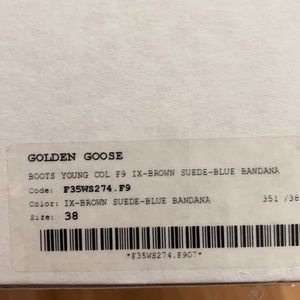 GOLDEN GOOSE
BOOTS YOUNG COL F9 IX-BROWN SUEDE-BLUE BANDANA
Code: F35WS274.F9
Color: IX-BROWN SUEDE-BLUE BANDANA 351 /38
Size: 38
*F35WS274.F907*